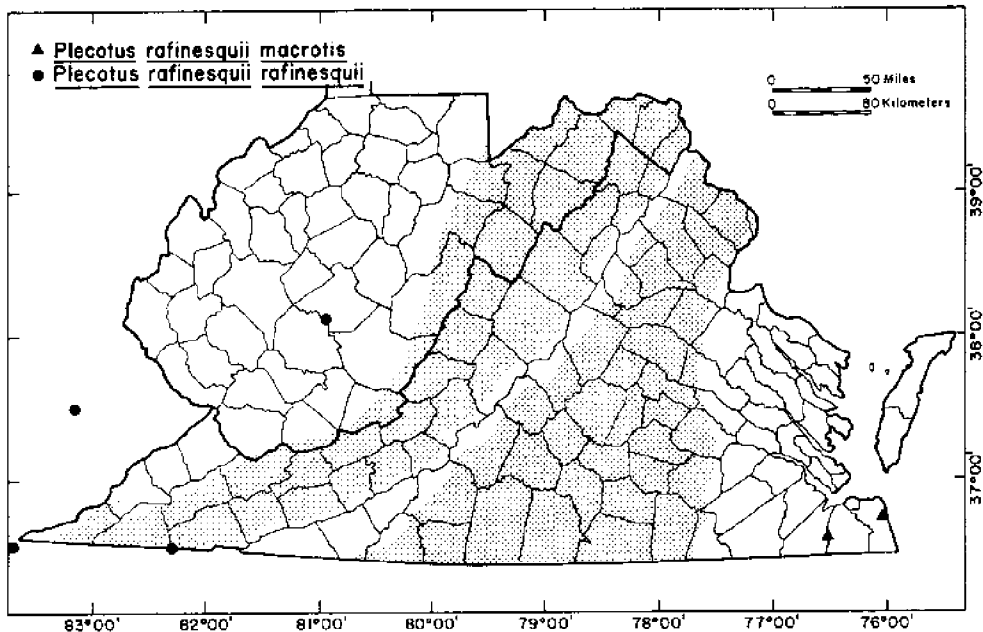 ▲ Plecotus rafinesquii macrotis
● Plecotus rafinesquii rafinesquii
0 50 Miles
0 80 Kilometers
39°00'
38°00'
37°00'
83°00' 82°00' 81°00' 80°00' 79°00' 78°00' 77°00' 76°00'